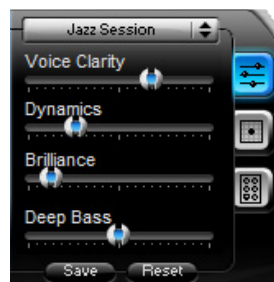 Jazz Session
Voice Clarity
Dynamics
Brilliance
Deep Bass
Save Reset